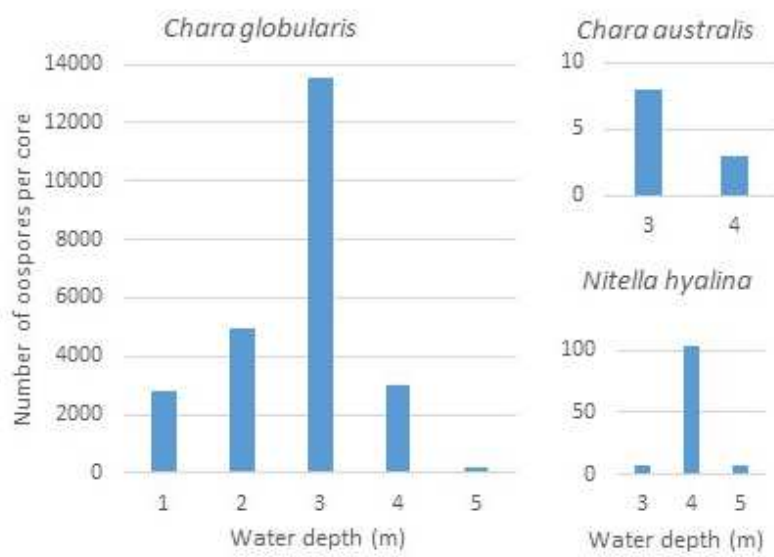 Chara globularis
Number of oospores per core
14000
12000
10000
8000
6000
4000
2000
0
1 2 3 4 5
Water depth (m)
Chara australis
10
5
0
3 4
Nitella hyalina
100
50
0
3 4 5
Water depth (m)